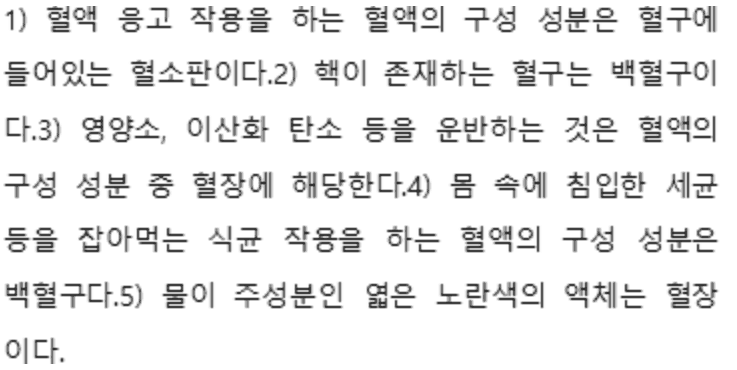 1) 혈액 응고 작용을 하는 혈액의 구성 성분은 혈구에
들어있는 혈소판이다.2) 핵이 존재하는 혈구는 백혈구이
다.3) 영양소, 이산화 탄소 등을 운반하는 것은 혈액의
구성 성분 중 혈장에 해당한다.4) 몸 속에 침입한 세균
등을 잡아먹는 식균 작용을 하는 혈액의 구성 성분은
백혈구다.5) 물이 주성분인 엷은 노란색의 액체는 혈장
이다.